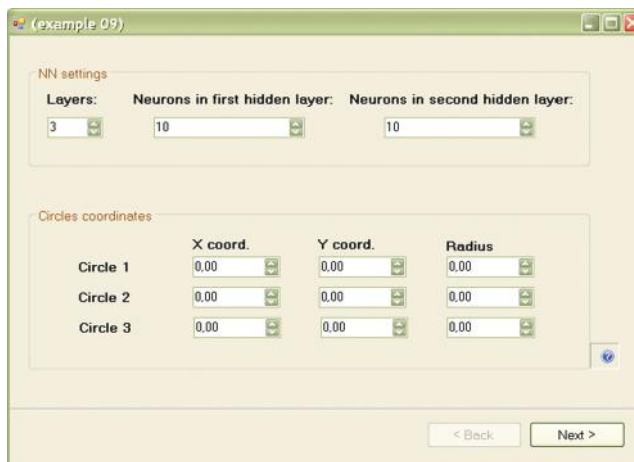 (example 09)
NN settings
Layers: Neurons in first hidden layer: Neurons in second hidden layer:
3 10 10
Circles coordinates
X coord. Y coord. Radius
Circle 1 0,00 0,00 0,00
Circle 2 0,00 0,00 0,00
Circle 3 0,00 0,00 0,00
< Back Next >